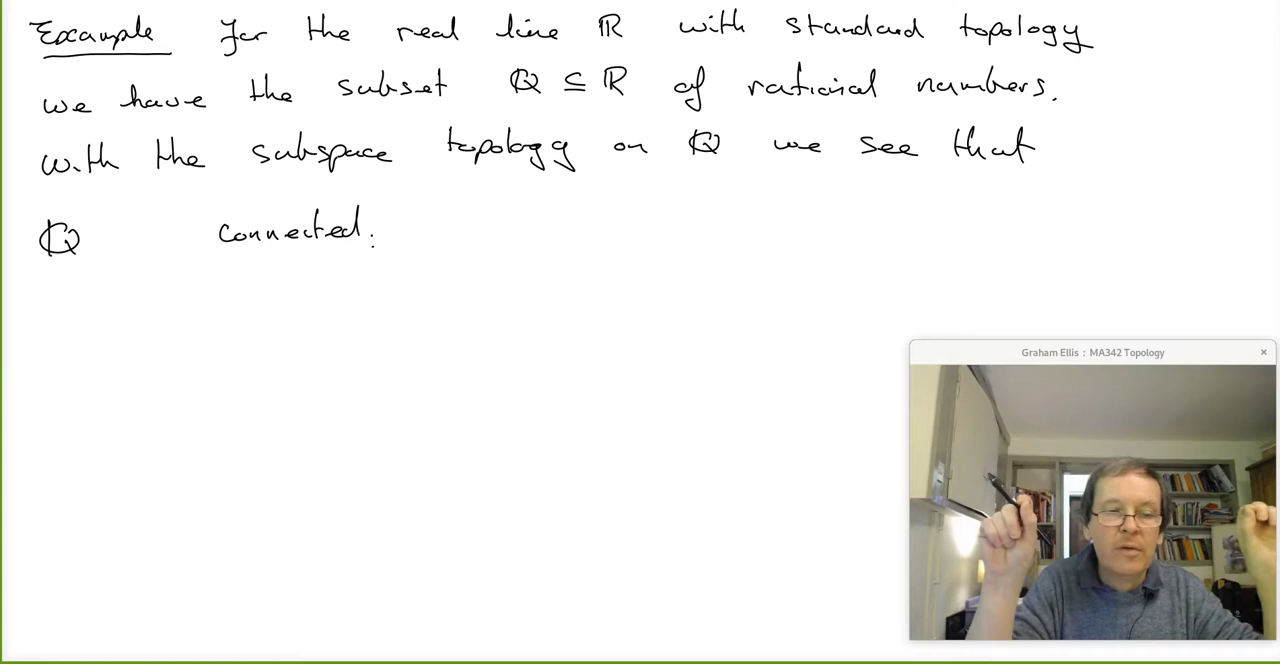 Example For the real line ℝ with standard topology
we have the subset ℚ ⊆ ℝ of rational numbers.
With the subspace topology on ℚ we see that
ℚ connected:
Graham Ellis : MA342 Topology ×